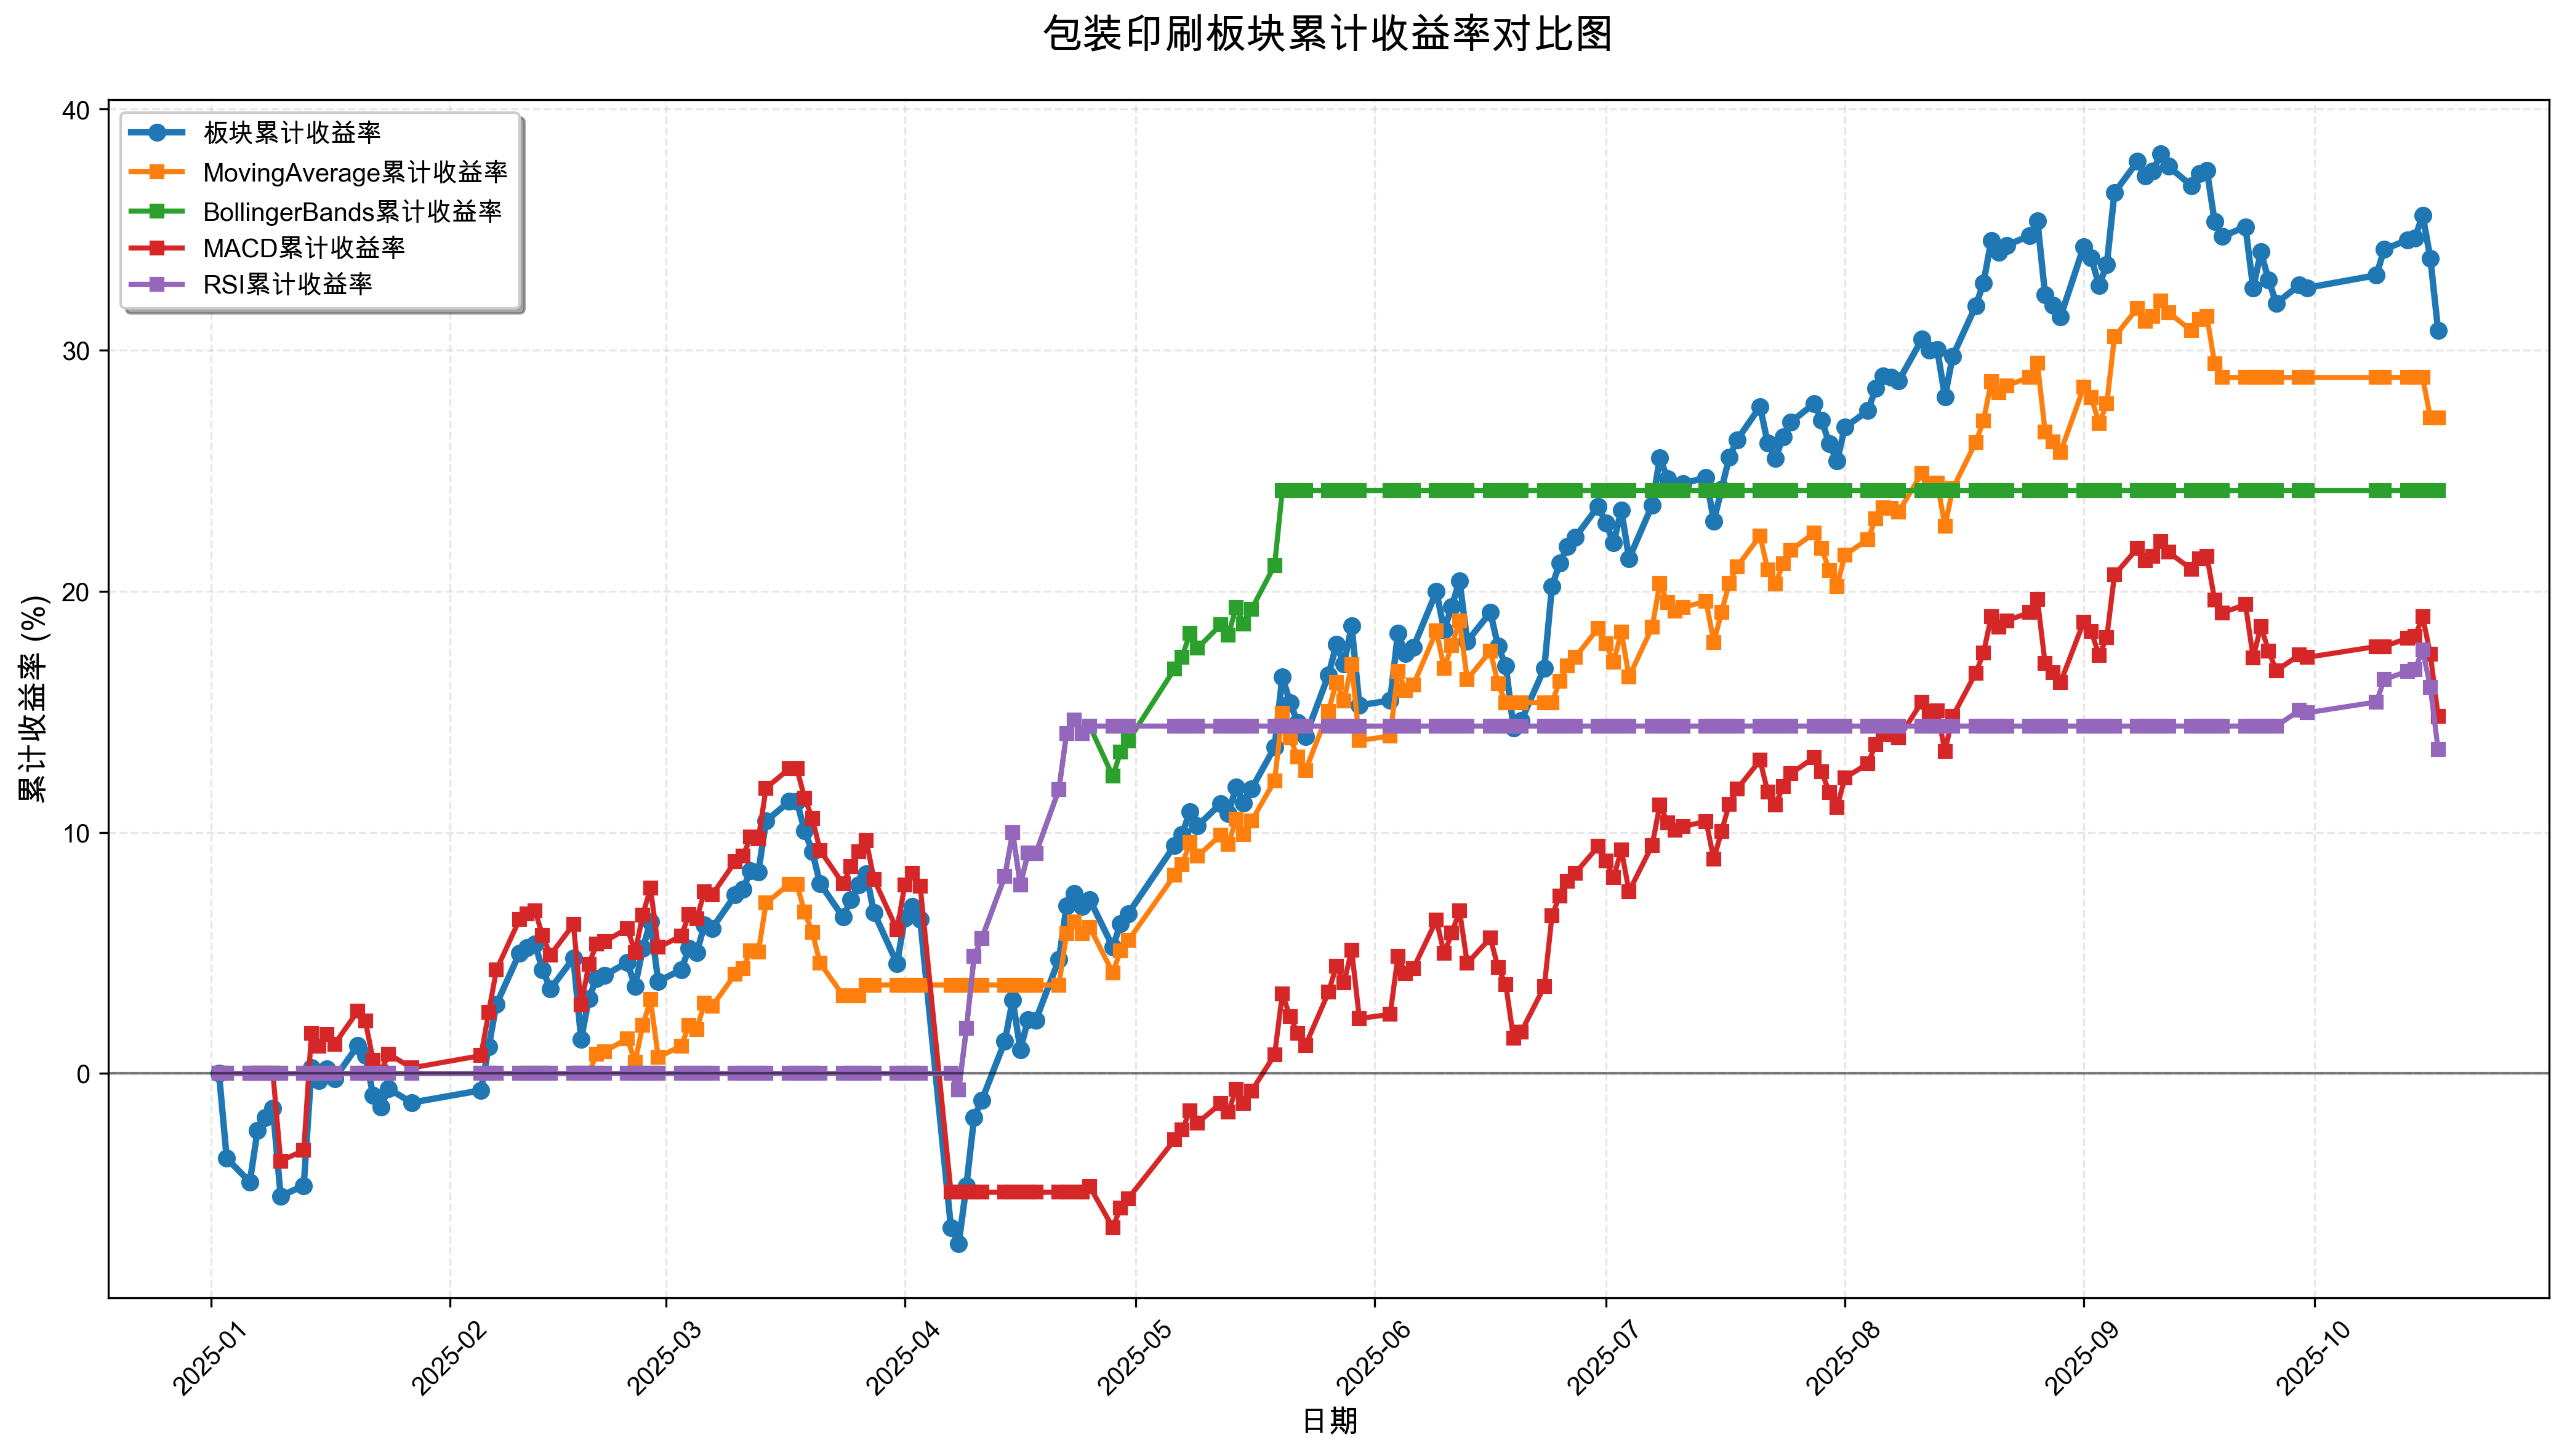 包装印刷板块累计收益率对比图
板块累计收益率
MovingAverage累计收益率
BollingerBands累计收益率
MACD累计收益率
RSI累计收益率
累计收益率 (%)
40
30
20
10
0
2025-01
2025-02
2025-03
2025-04
2025-05
2025-06
2025-07
2025-08
2025-09
2025-10
日期